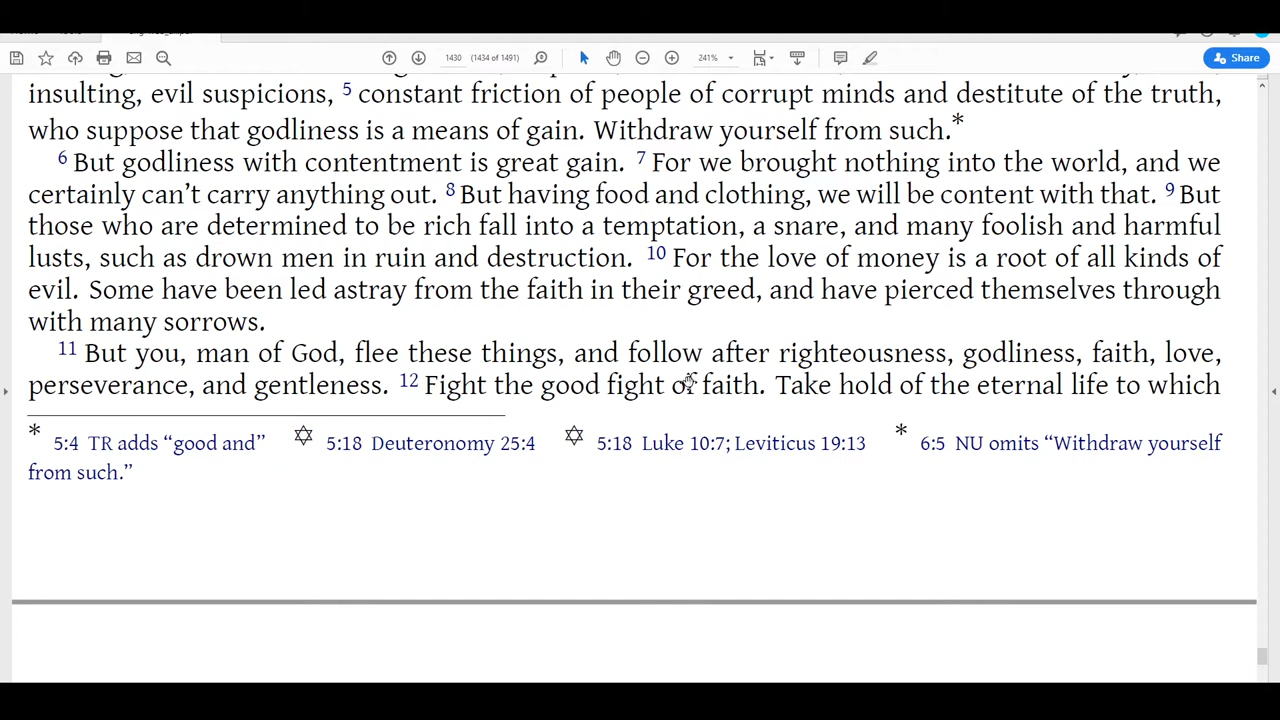 1430 (1434 of 1491) 241% Share
insulting, evil suspicions, 5 constant friction of people of corrupt minds and destitute of the truth,
who suppose that godliness is a means of gain. Withdraw yourself from such.*
6 But godliness with contentment is great gain. 7 For we brought nothing into the world, and we
certainly can’t carry anything out. 8 But having food and clothing, we will be content with that. 9 But
those who are determined to be rich fall into a temptation, a snare, and many foolish and harmful
lusts, such as drown men in ruin and destruction. 10 For the love of money is a root of all kinds of
evil. Some have been led astray from the faith in their greed, and have pierced themselves through
with many sorrows.
11 But you, man of God, flee these things, and follow after righteousness, godliness, faith, love,
perseverance, and gentleness. 12 Fight the good fight of faith. Take hold of the eternal life to which
* 5:4 TR adds “good and” ✡ 5:18 Deuteronomy 25:4 ✡ 5:18 Luke 10:7; Leviticus 19:13 * 6:5 NU omits “Withdraw yourself
from such.”